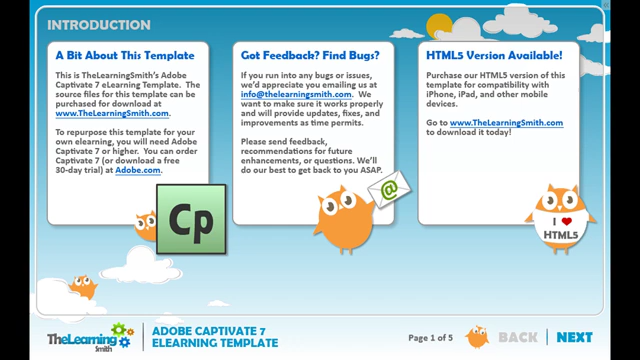 INTRODUCTION
A Bit About This Template
This is TheLearningSmith's Adobe
Captivate 7 eLearning Template. The
source files for this template can be
purchased for download at
www.TheLearningSmith.com.
To repurpose this template for your
own elearning, you will need Adobe
Captivate 7 or higher. You can order
Captivate 7 (or download a free
30-day trial) at Adobe.com.
Cp
Got Feedback? Find Bugs?
If you run into any bugs or issues,
we'd appreciate you emailing us at
info@thelearningsmith.com. We
want to make sure it works properly
and will provide updates, fixes, and
improvements as time permits.
Please send feedback,
recommendations for future
enhancements, or questions. We'll
do our best to get back to you ASAP.
@
HTML5 Version Available!
Purchase our HTML5 version of this
template for compatibility with
iPhone, iPad, and other mobile
devices.
Go to www.TheLearningSmith.com
to download it today!
I ❤
HTML5
TheLearning
Smith
ADOBE CAPTIVATE 7
ELEARNING TEMPLATE
Page 1 of 5
BACK
NEXT